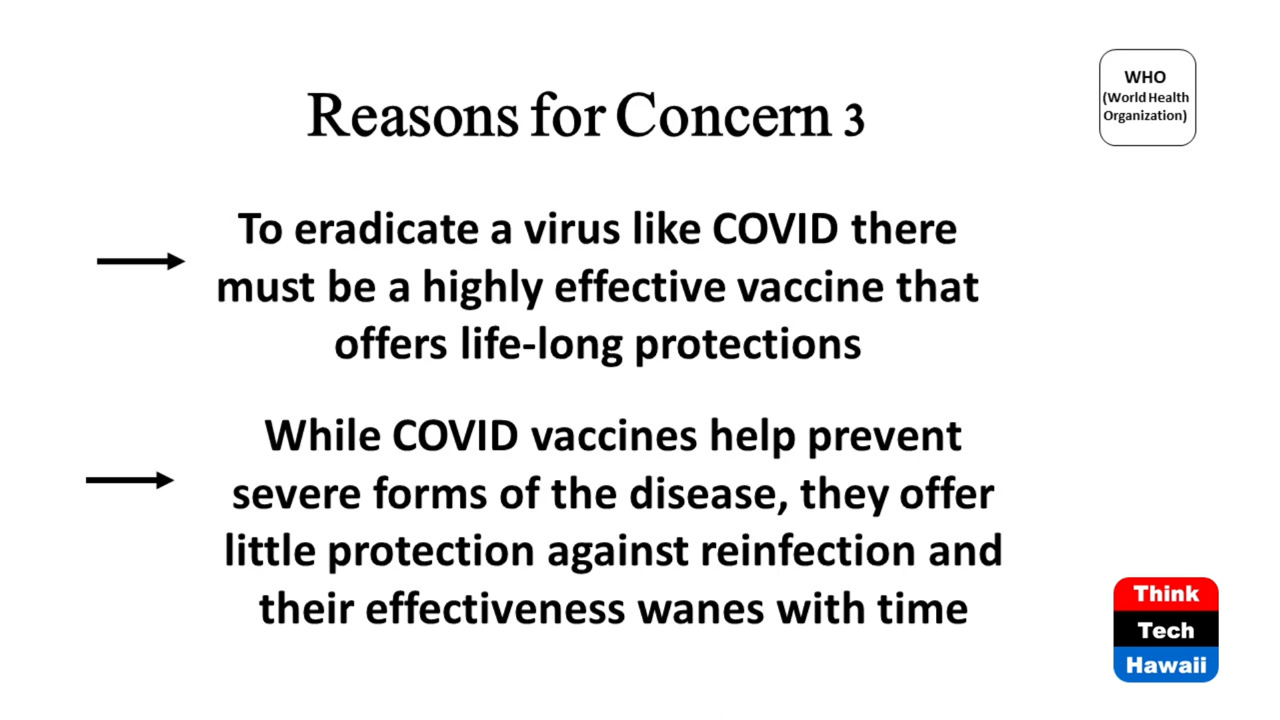 WHO
(World Health
Organization)
Reasons for Concern 3
To eradicate a virus like COVID there
must be a highly effective vaccine that
offers life-long protections
While COVID vaccines help prevent
severe forms of the disease, they offer
little protection against reinfection and
their effectiveness wanes with time
Think
Tech
Hawaii